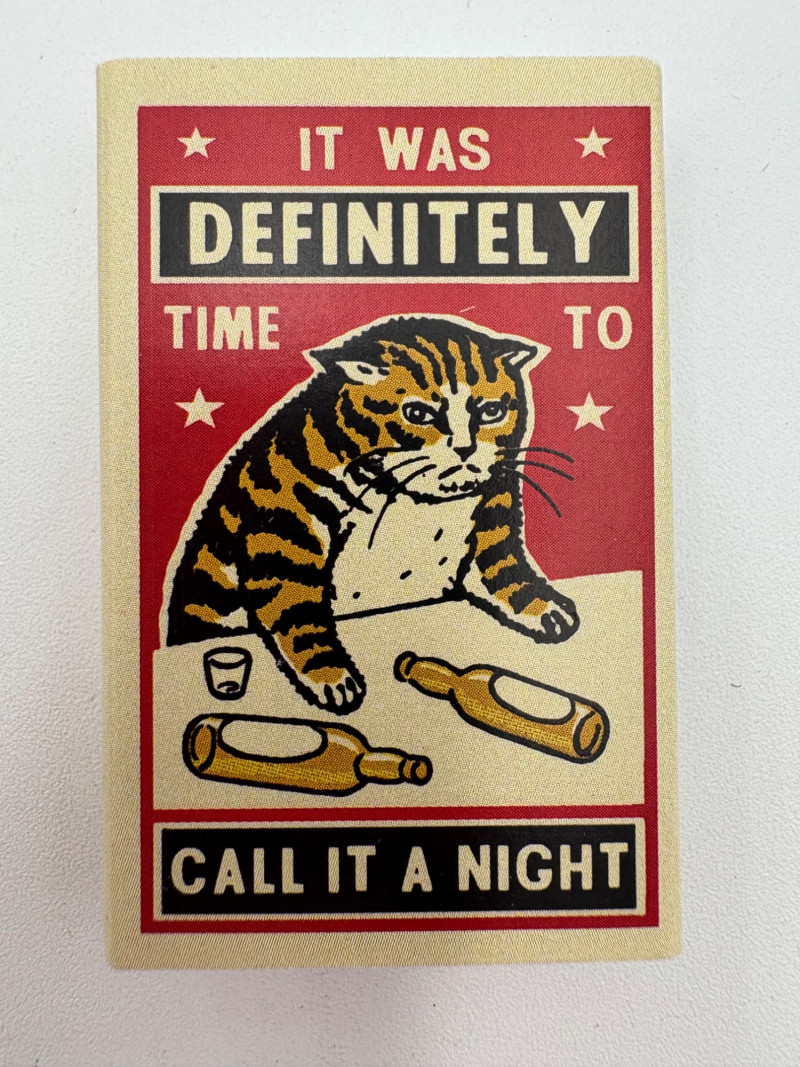 IT WAS
DEFINITELY
TIME TO
CALL IT A NIGHT